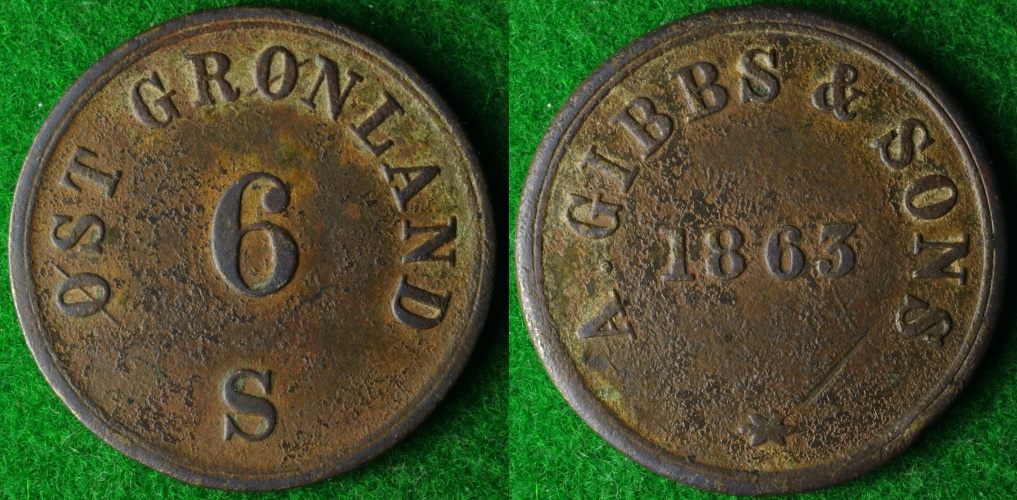 ØST GRØNLAND
6
S
A. GIBBS & SONS
1863